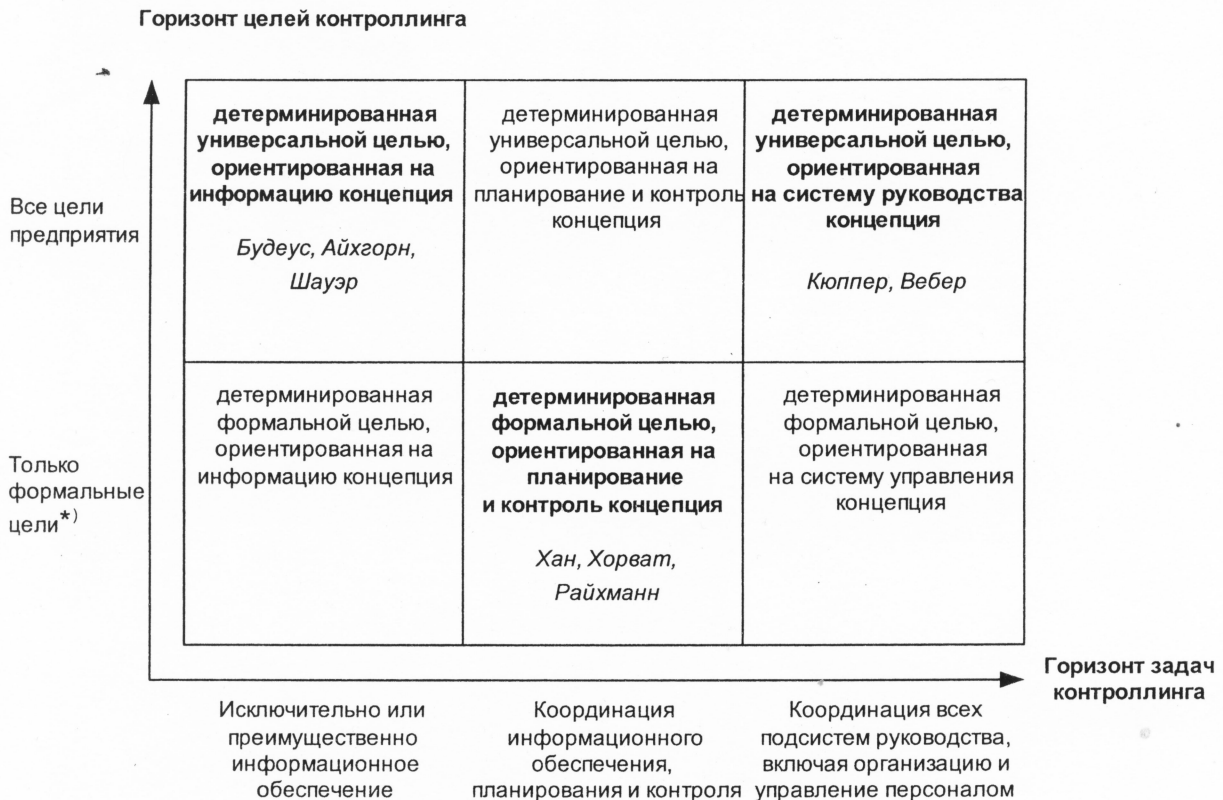 Горизонт целей контроллинга
Все цели
предприятия
детерминированная
универсальной целью,
ориентированная на
информацию концепция
Будеус, Айхгорн,
Шауэр
детерминированная
универсальной целью,
ориентированная на
планирование и контроль
концепция
детерминированная
универсальной целью,
ориентированная
на систему руководства
концепция
Кюппер, Вебер
Только
формальные
цели*)
детерминированная
формальной целью,
ориентированная на
информацию концепция
детерминированная
формальной целью,
ориентированная на
планирование
и контроль концепция
Хан, Хорват,
Райхманн
детерминированная
формальной целью,
ориентированная
на систему управления
концепция
Горизонт задач
контроллинга
Исключительно или
преимущественно
информационное
обеспечение
Координация
информационного
обеспечения,
планирования и контроля
Координация всех
подсистем руководства,
включая организацию и
управление персоналом